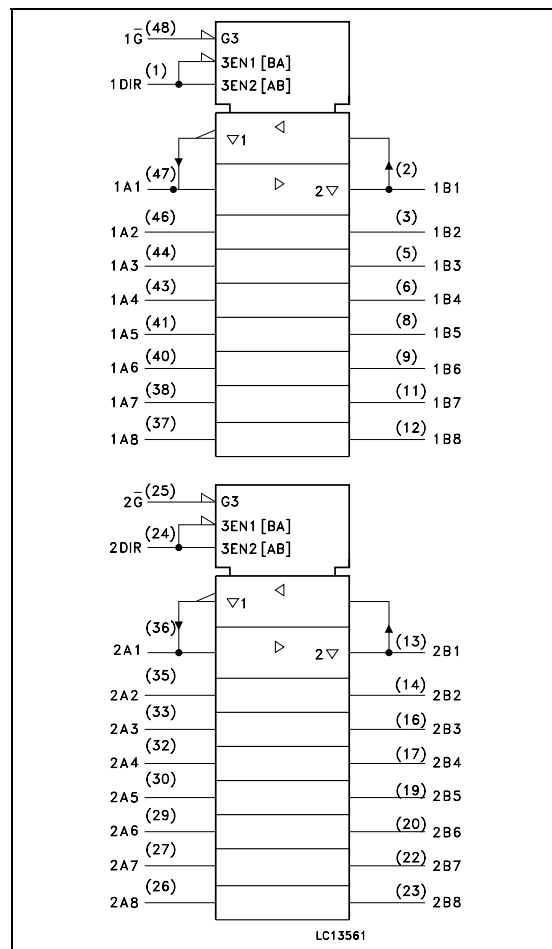 1G̅ (48) G3
3EN1 [BA]
1DIR (1) 3EN2 [AB]
▽1 ◁
1A1 (47) ▷ 2▽ (2) 1B1
1A2 (46) (3) 1B2
1A3 (44) (5) 1B3
1A4 (43) (6) 1B4
1A5 (41) (8) 1B5
1A6 (40) (9) 1B6
1A7 (38) (11) 1B7
1A8 (37) (12) 1B8
2G̅ (25) G3
3EN1 [BA]
2DIR (24) 3EN2 [AB]
▽1 ◁
2A1 (36) ▷ 2▽ (13) 2B1
2A2 (35) (14) 2B2
2A3 (33) (16) 2B3
2A4 (32) (17) 2B4
2A5 (30) (19) 2B5
2A6 (29) (20) 2B6
2A7 (27) (22) 2B7
2A8 (26) (23) 2B8
LC13561